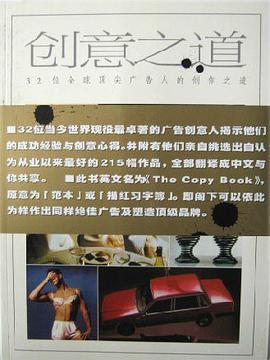 创意之道
32位全球顶尖广告人的创作之道
■32位当今世界现役最卓著的广告创意人揭示他们
的成功经验与创意心得。并附有他们亲自挑选出自认
为从业以来最好的215幅作品，全部翻译成中文与
你共享。 ■此书英文名为《The Copy Book》，
原意为「范本」或「描红习字簿」。即阁下可以依此
为样作出同样绝佳广告及塑造顶级品牌。